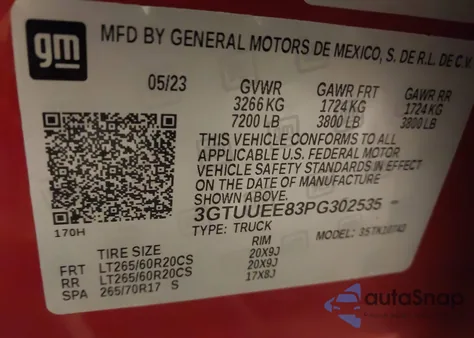 gm
MFD BY GENERAL MOTORS DE MEXICO, S. DE R.L. DE C.V.
05/23 GVWR GAWR FRT GAWR RR
3266 KG 1724 KG 1724 KG
7200 LB 3800 LB 3800 LB
THIS VEHICLE CONFORMS TO ALL
APPLICABLE U.S. FEDERAL MOTOR
VEHICLE SAFETY STANDARDS IN EFFECT
ON THE DATE OF MANUFACTURE
SHOWN ABOVE.
3GTUUEE83PG302535
170H
TYPE: TRUCK MODEL:
TIRE SIZE RIM
FRT LT265/60R20CS 20X9J
RR LT265/60R20CS 20X9J
SPA 265/70R17 S 17X8J
autoSnap